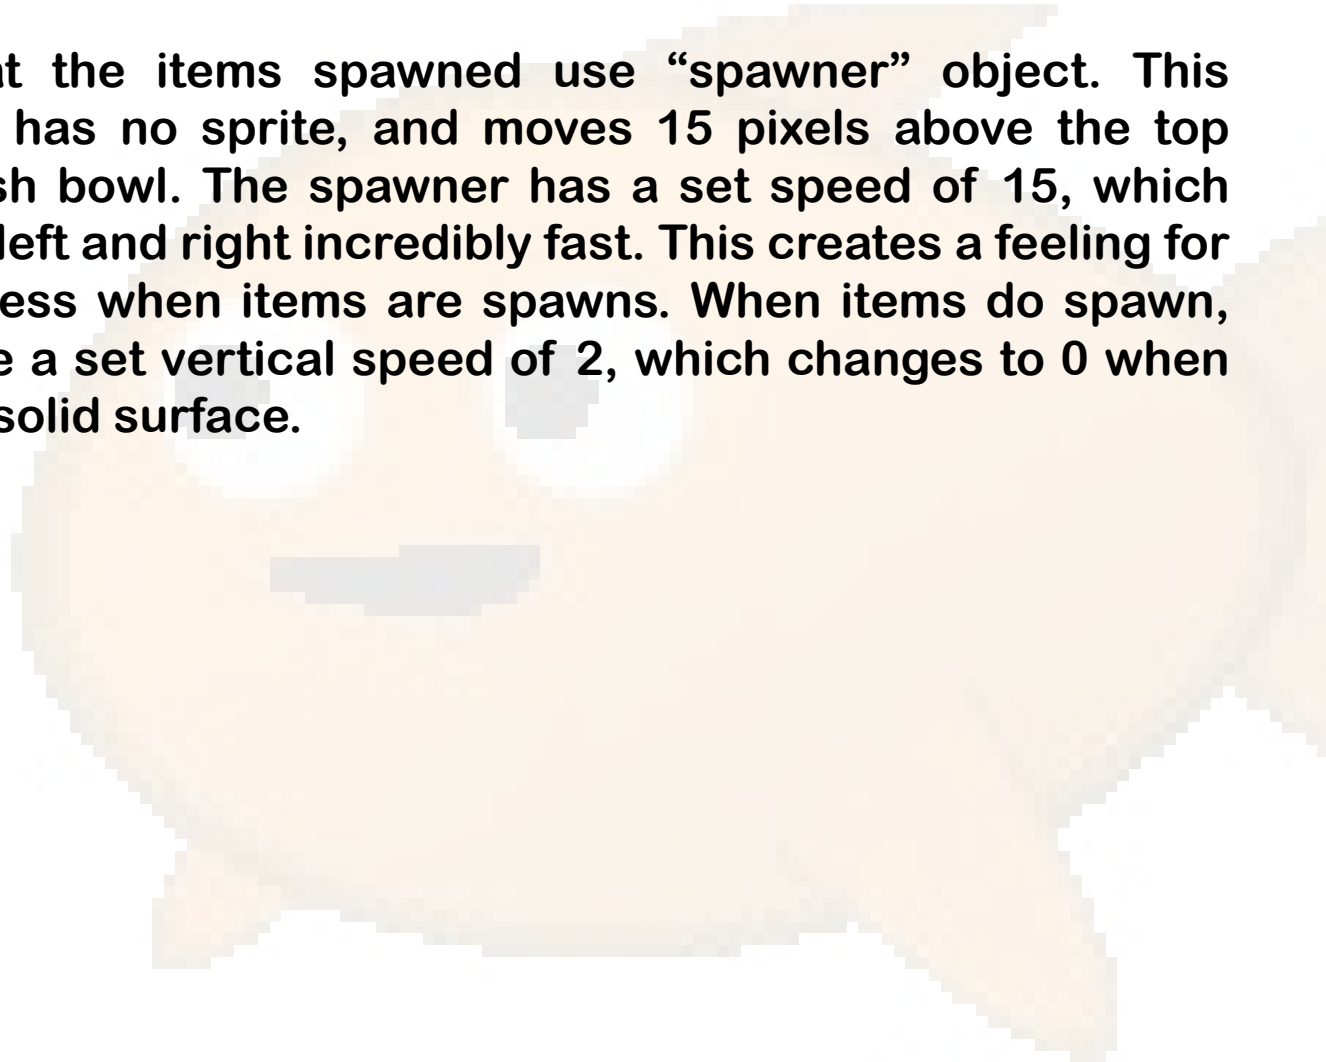 the items spawned use “spawner” object. This
has no sprite, and moves 15 pixels above the top
bowl. The spawner has a set speed of 15, which
left and right incredibly fast. This creates a feeling for
when items are spawns. When items do spawn,
a set vertical speed of 2, which changes to 0 when
solid surface.